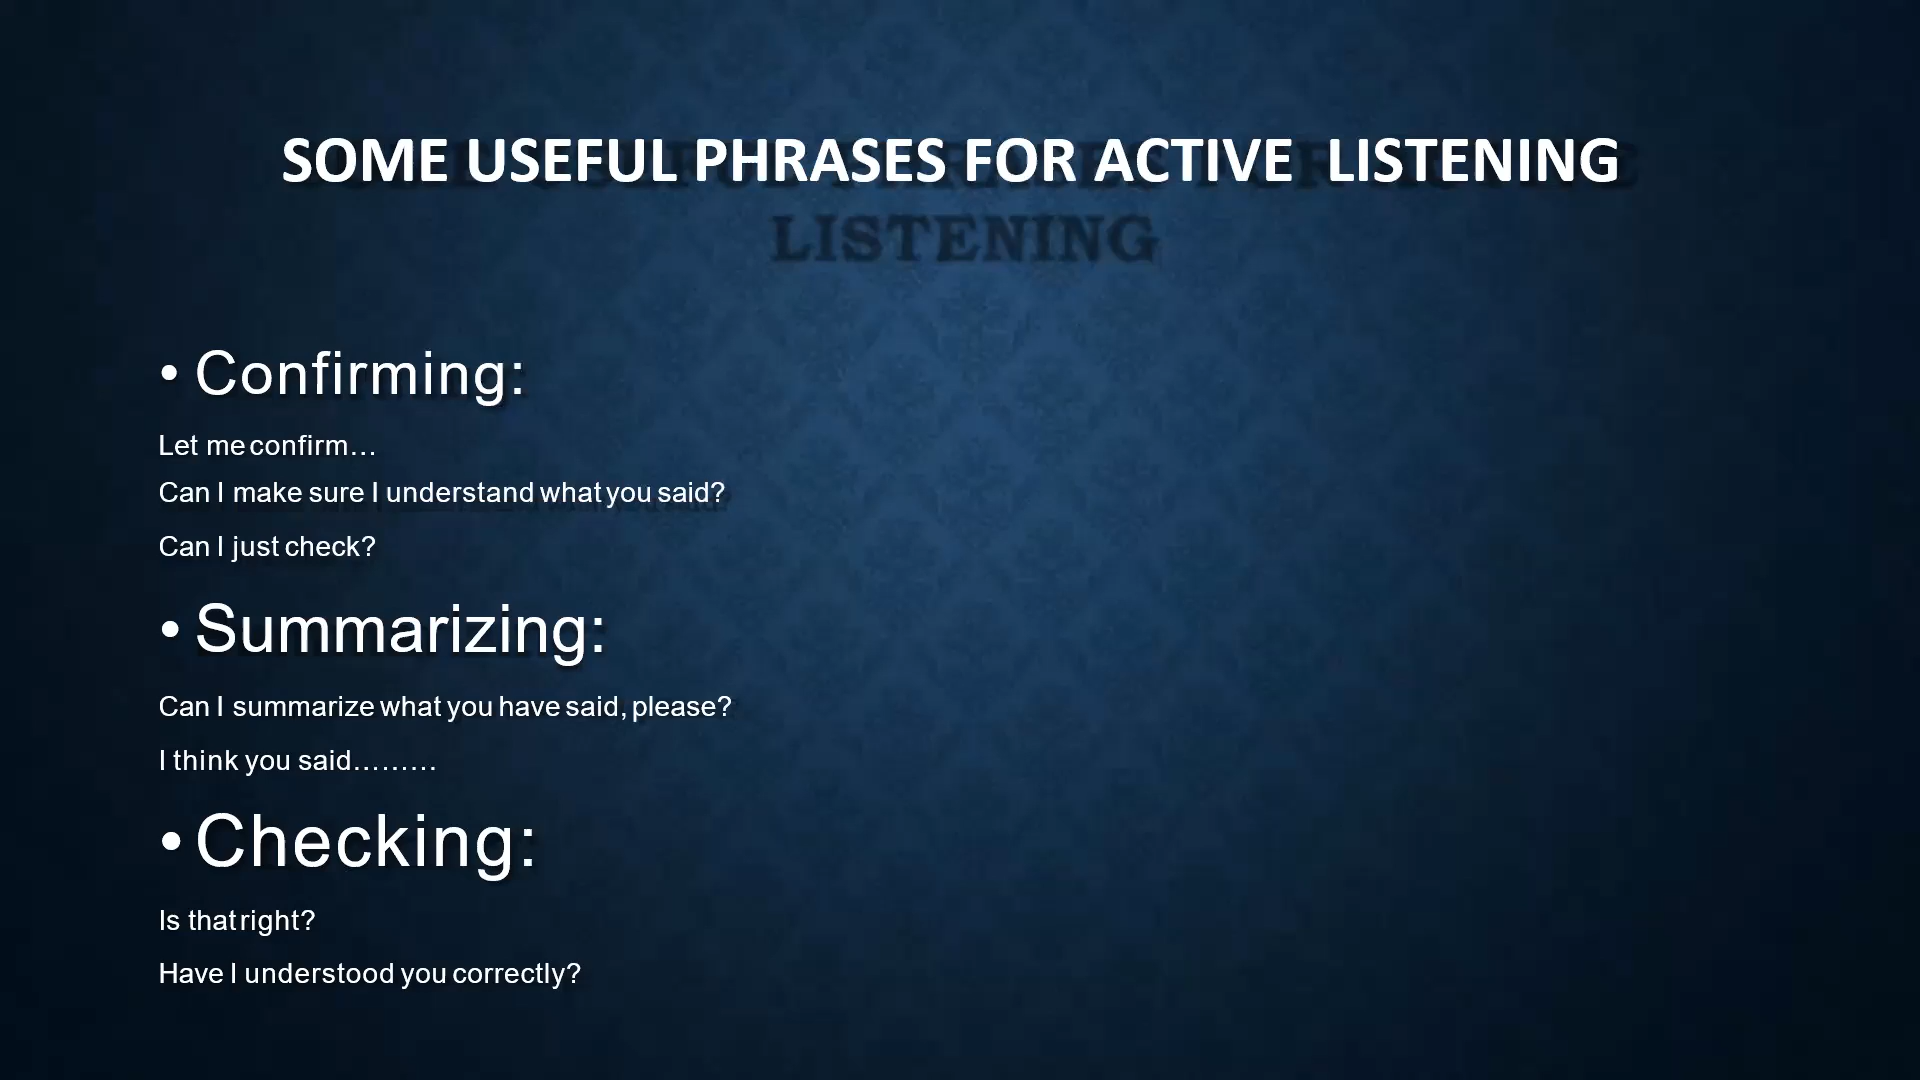 SOME USEFUL PHRASES FOR ACTIVE LISTENING
LISTENING
• Confirming:
Let me confirm…
Can I make sure I understand what you said?
Can I just check?
• Summarizing:
Can I summarize what you have said, please?
I think you said………
• Checking:
Is that right?
Have I understood you correctly?